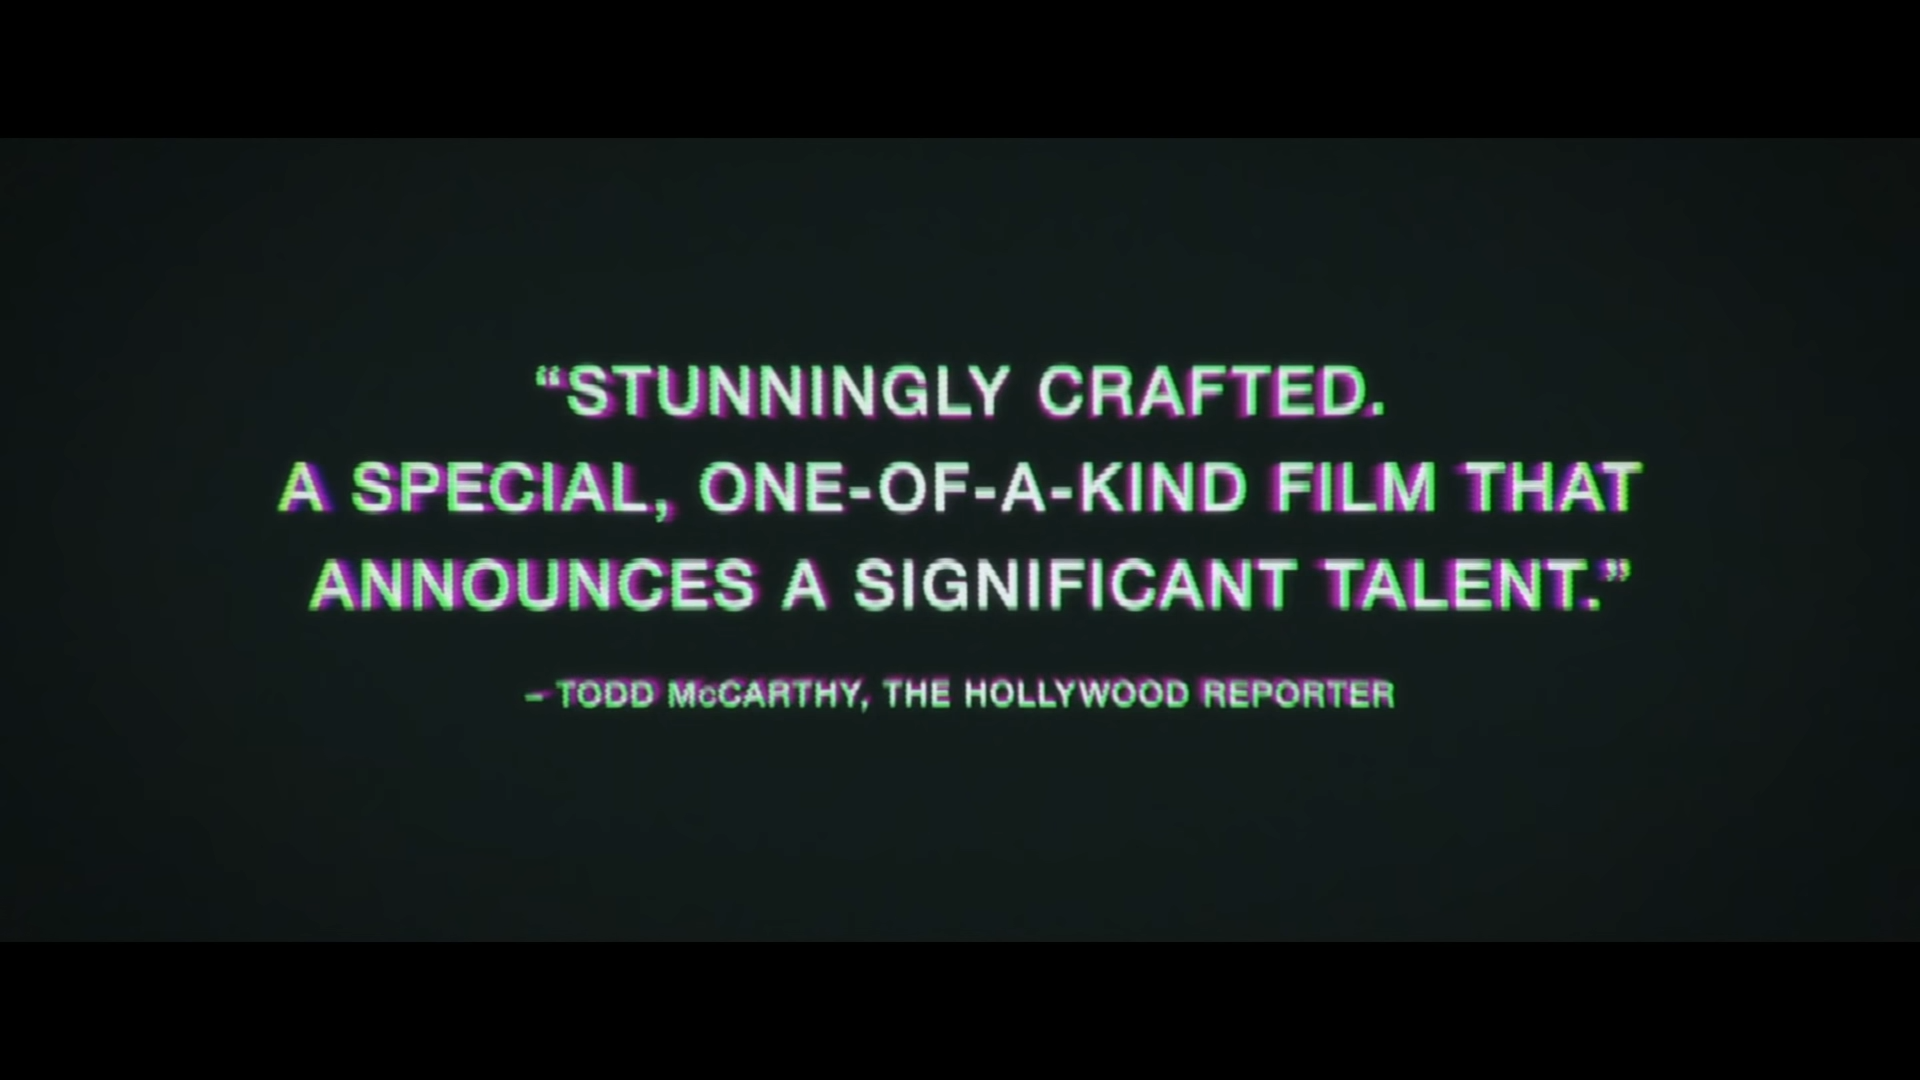 “STUNNINGLY CRAFTED.
A SPECIAL, ONE-OF-A-KIND FILM THAT
ANNOUNCES A SIGNIFICANT TALENT.”
– TODD McCARTHY, THE HOLLYWOOD REPORTER